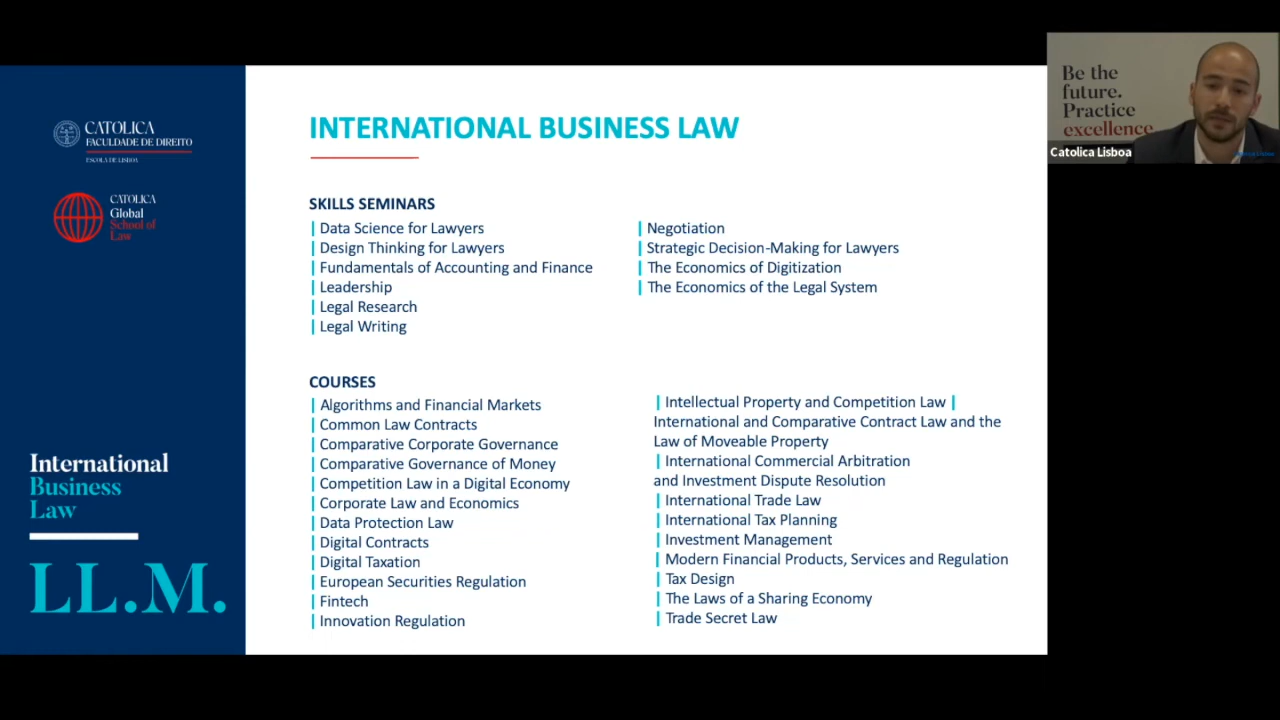 CATOLICA
FACULDADE DE DIREITO
ESCOLA DE LISBOA
CATOLICA
Global
School of
Law
International
Business
Law
LL.M.
INTERNATIONAL BUSINESS LAW
SKILLS SEMINARS
| Data Science for Lawyers
| Design Thinking for Lawyers
| Fundamentals of Accounting and Finance
| Leadership
| Legal Research
| Legal Writing
| Negotiation
| Strategic Decision-Making for Lawyers
| The Economics of Digitization
| The Economics of the Legal System
COURSES
| Algorithms and Financial Markets
| Common Law Contracts
| Comparative Corporate Governance
| Comparative Governance of Money
| Competition Law in a Digital Economy
| Corporate Law and Economics
| Data Protection Law
| Digital Contracts
| Digital Taxation
| European Securities Regulation
| Fintech
| Innovation Regulation
| Intellectual Property and Competition Law |
International and Comparative Contract Law and the
Law of Moveable Property
| International Commercial Arbitration
and Investment Dispute Resolution
| International Trade Law
| International Tax Planning
| Investment Management
| Modern Financial Products, Services and Regulation
| Tax Design
| The Laws of a Sharing Economy
| Trade Secret Law
Be the
future.
Practice
excellence
Catolica Lisboa